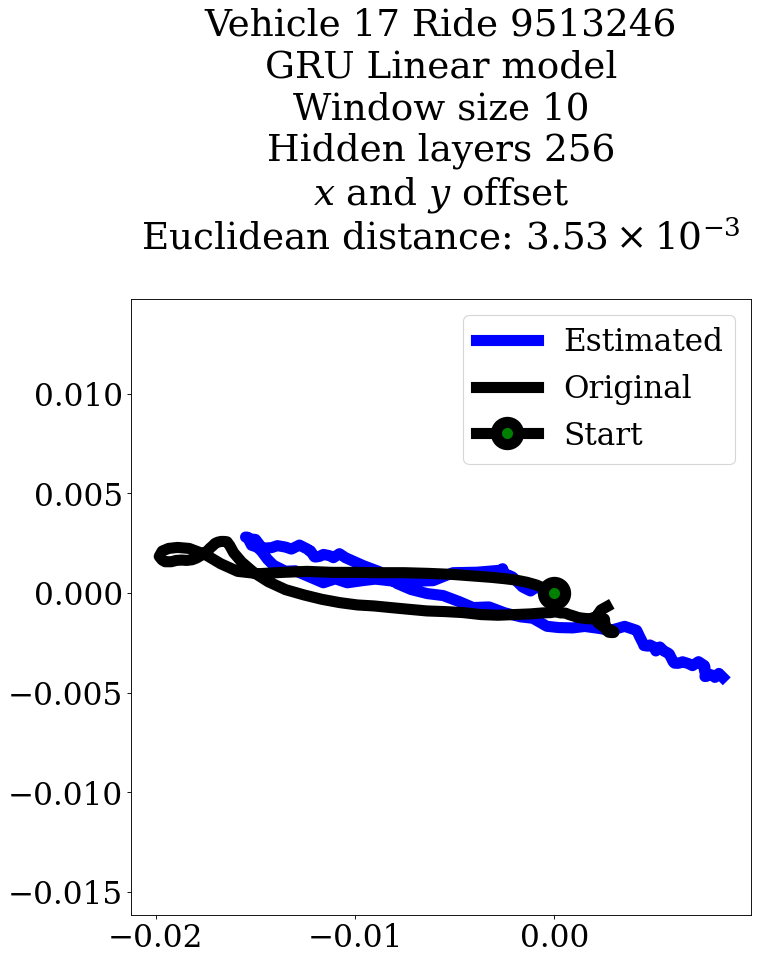 Vehicle 17 Ride 9513246
GRU Linear model
Window size 10
Hidden layers 256
x and y offset
Euclidean distance: 3.53 × 10⁻³
Estimated
Original
Start
0.010
0.005
0.000
−0.005
−0.010
−0.015
−0.02
−0.01
0.00